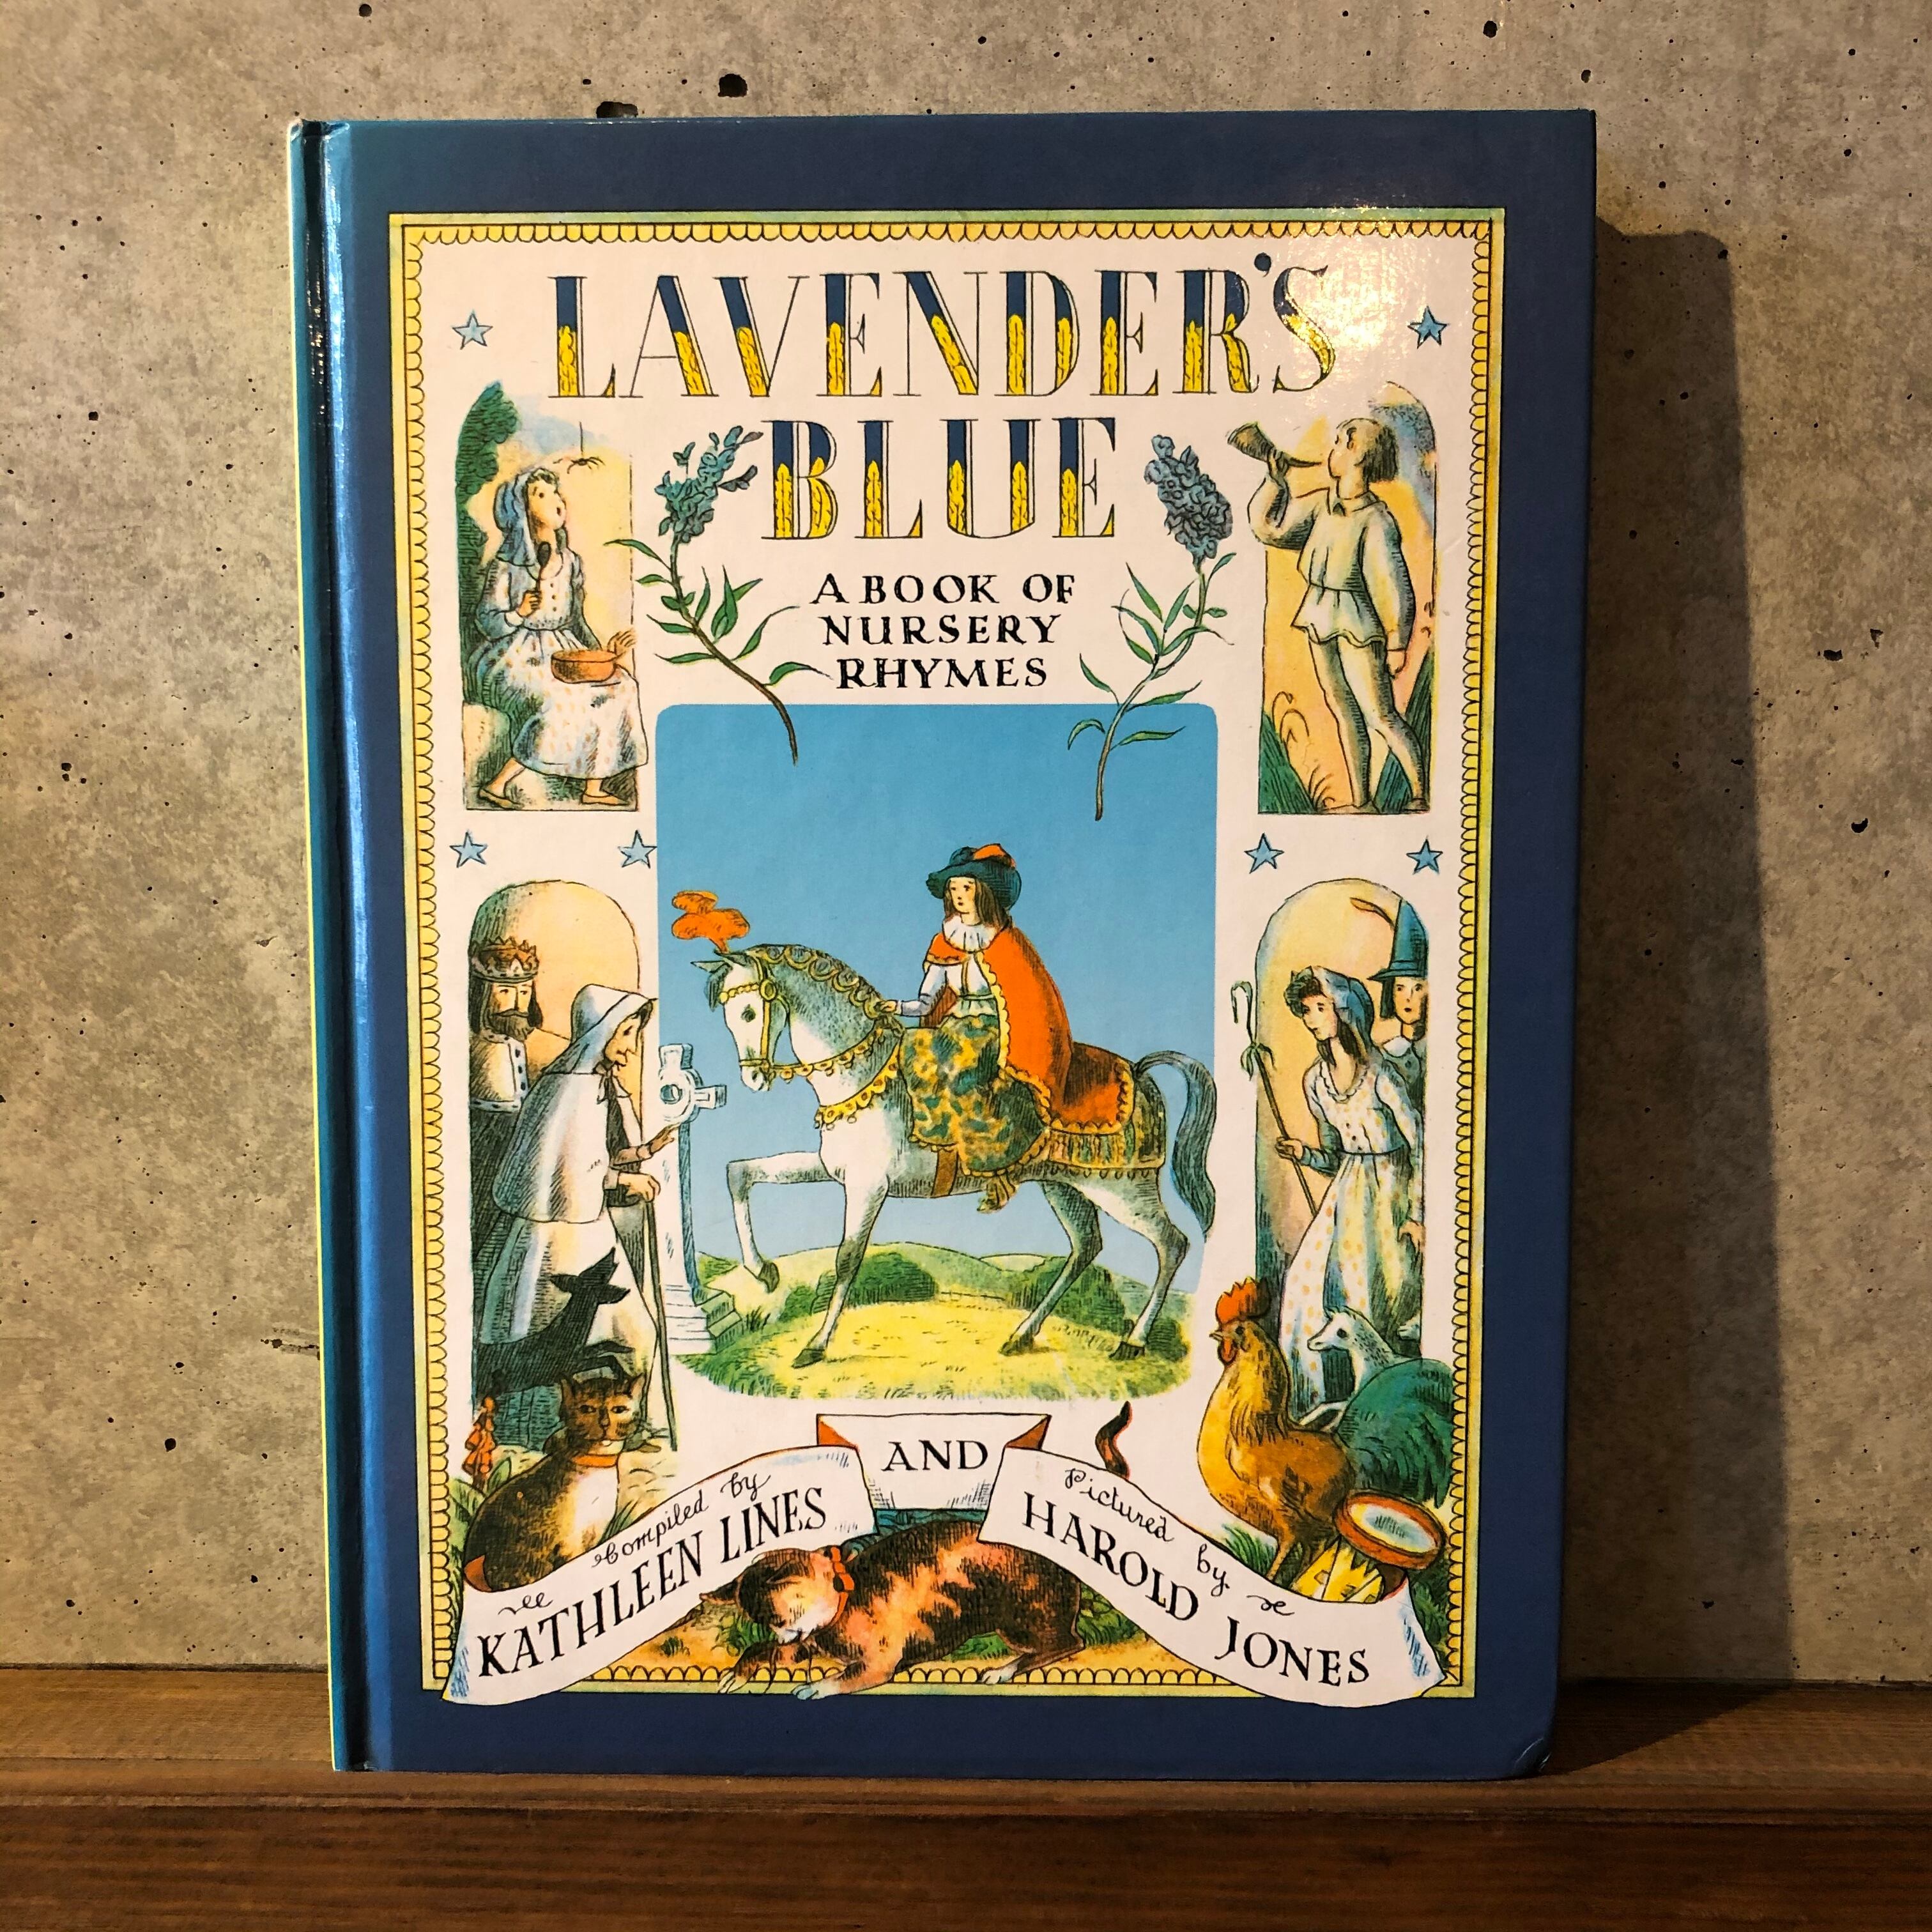 LAVENDER'S
BLUE
A BOOK OF
NURSERY
RHYMES
AND
Compiled by
KATHLEEN LINES
Pictured by
HAROLD JONES